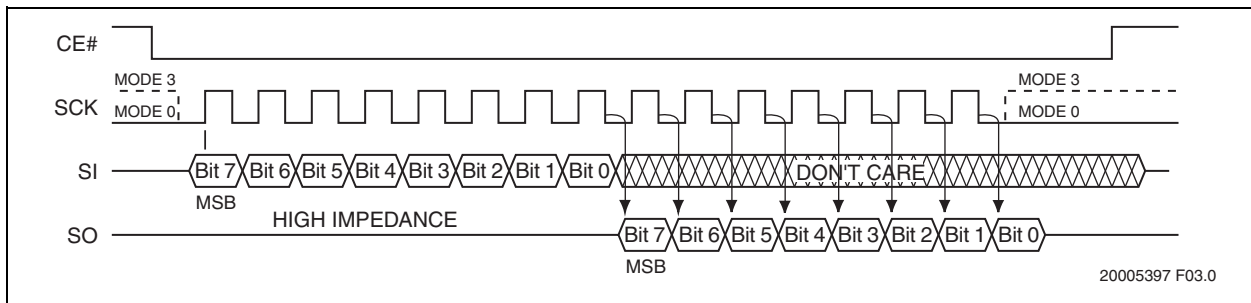 CE#
MODE 3 MODE 3
SCK MODE 0 MODE 0
SI Bit 7 Bit 6 Bit 5 Bit 4 Bit 3 Bit 2 Bit 1 Bit 0 DON'T CARE
MSB
HIGH IMPEDANCE
SO Bit 7 Bit 6 Bit 5 Bit 4 Bit 3 Bit 2 Bit 1 Bit 0
MSB
20005397 F03.0